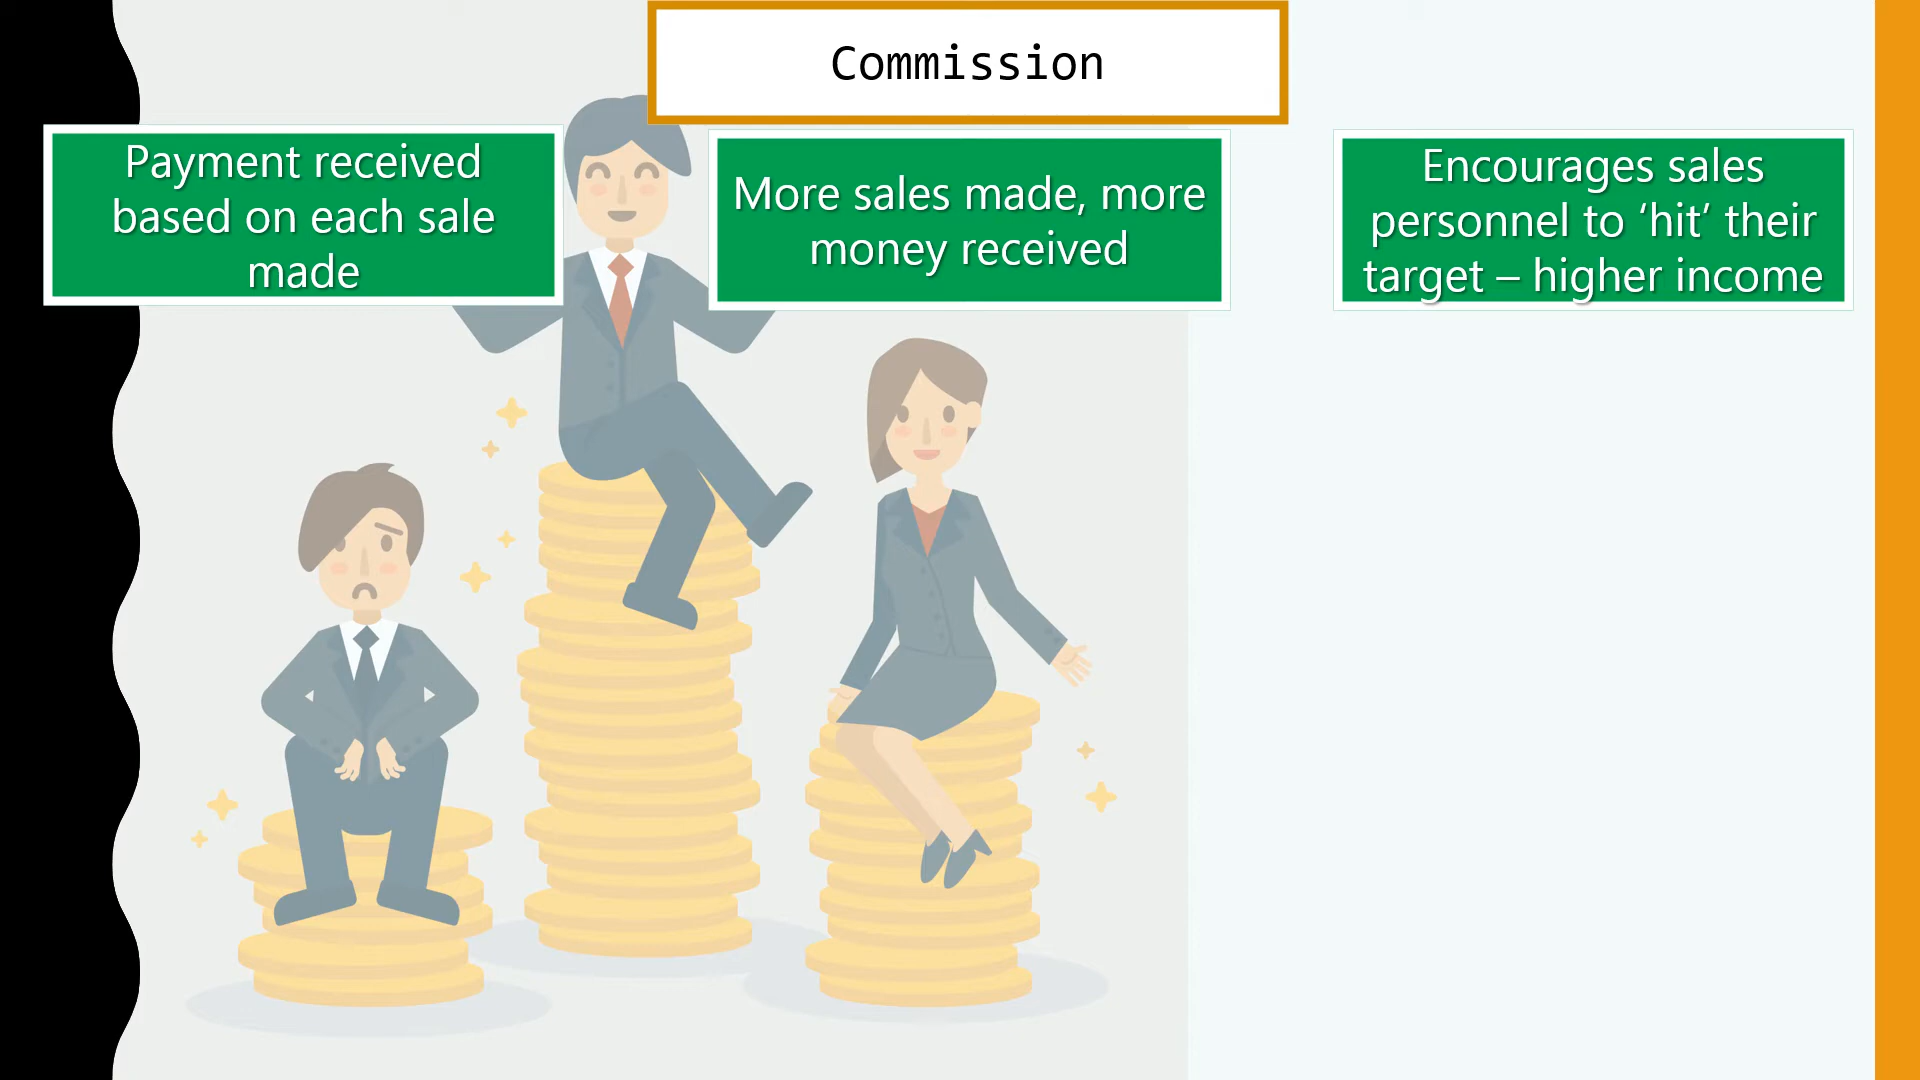 Commission
Payment received
based on each sale
made
More sales made, more
money received
Encourages sales
personnel to ‘hit’ their
target – higher income